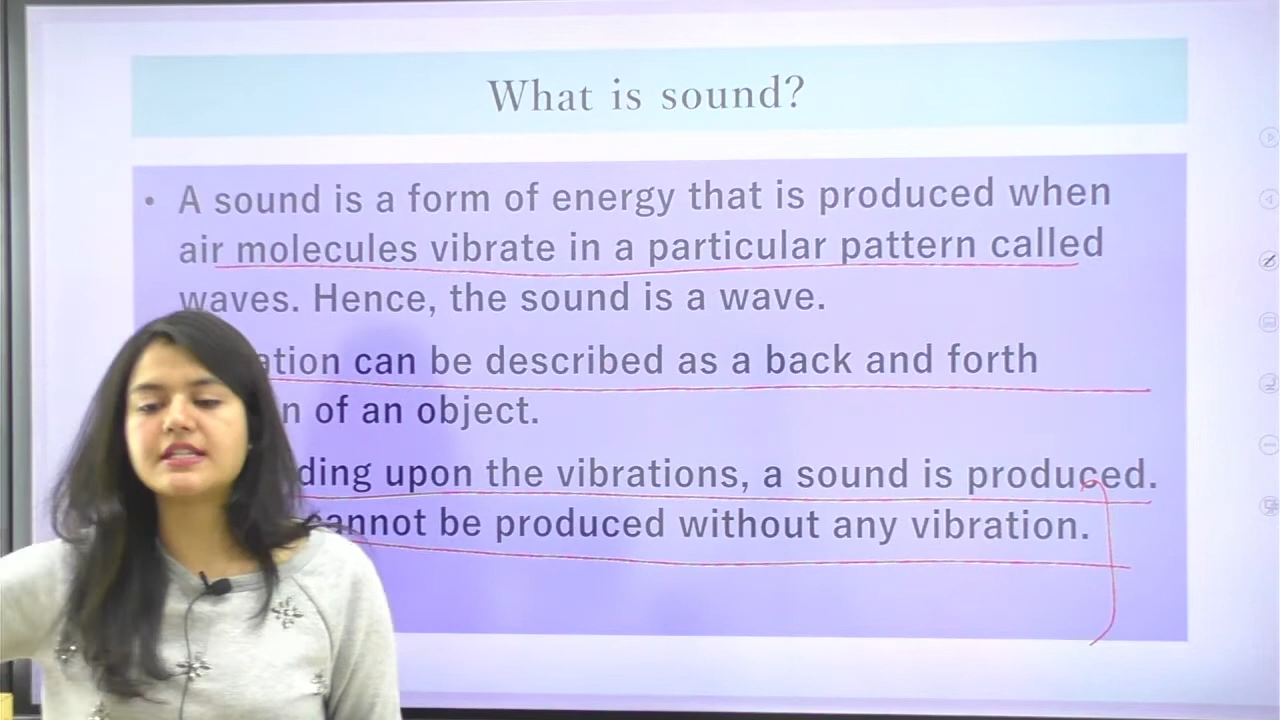 What is sound?
• A sound is a form of energy that is produced when
air molecules vibrate in a particular pattern called
waves. Hence, the sound is a wave.
ation can be described as a back and forth
n of an object.
ding upon the vibrations, a sound is produced.
cannot be produced without any vibration.